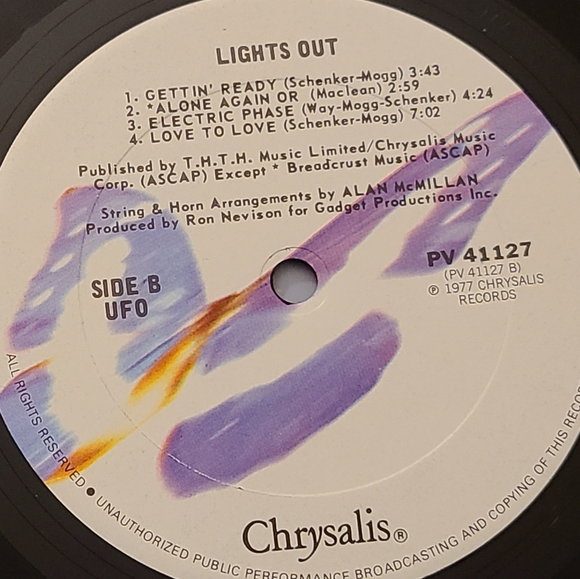 LIGHTS OUT
1. GETTIN' READY (Schenker-Mogg) 3:43
2. *ALONE AGAIN OR (Maclean) 2:59
3. ELECTRIC PHASE (Way-Mogg-Schenker) 4:24
4. LOVE TO LOVE (Schenker-Mogg) 7:02
Published by T.H.T.H. Music Limited/Chrysalis Music
Corp. (ASCAP) Except * Breadcrust Music (ASCAP)
String & Horn Arrangements by ALAN McMILLAN
Produced by Ron Nevison for Gadget Productions Inc.
SIDE B
UFO
PV 41127
(PV 41127 B)
℗ 1977 CHRYSALIS
RECORDS
Chrysalis®
ALL RIGHTS RESERVED ● UNAUTHORIZED PUBLIC PERFORMANCE BROADCASTING AND COPYING OF THIS